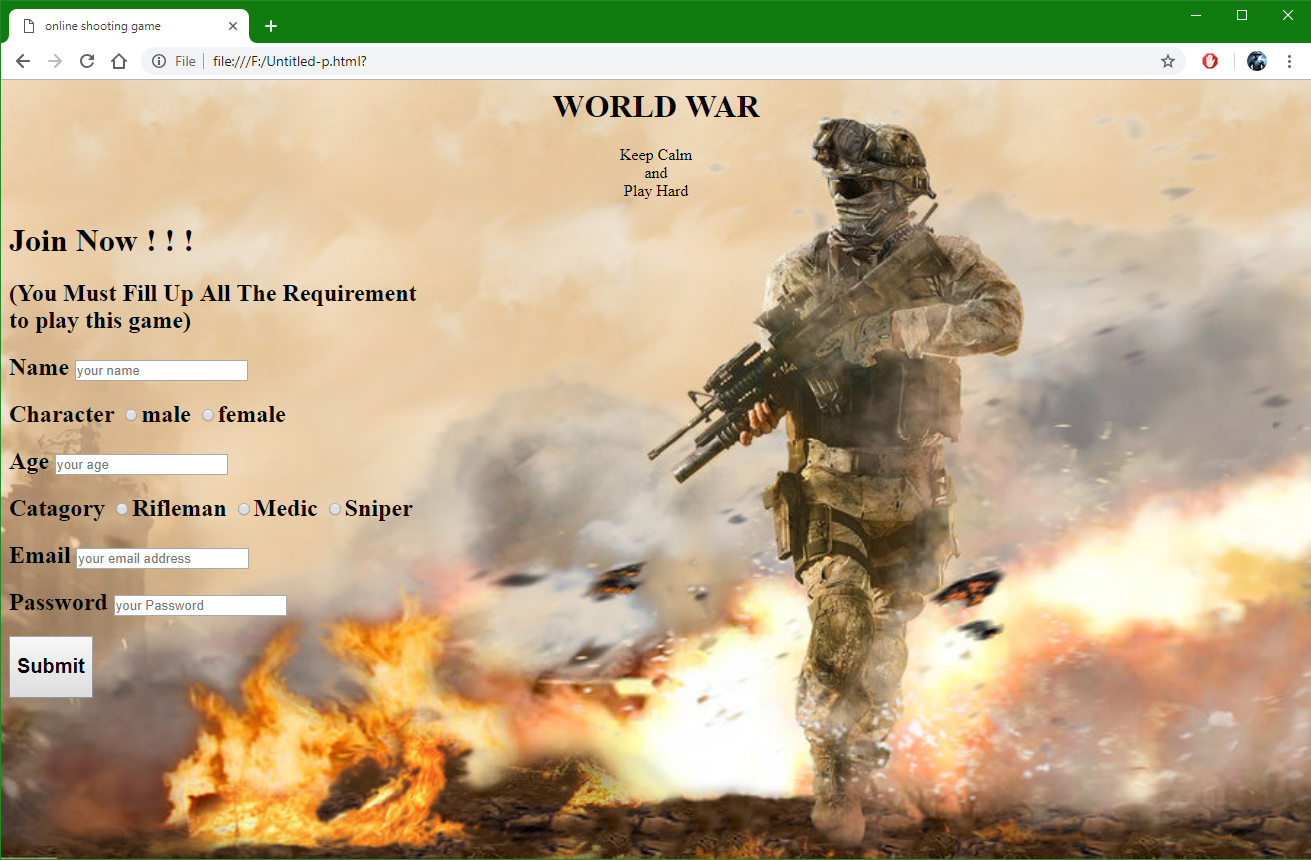 online shooting game
File file:///F:/Untitled-p.html?
WORLD WAR
Keep Calm
and
Play Hard
Join Now ! ! !
(You Must Fill Up All The Requirement
to play this game)
Name your name
Character male female
Age your age
Catagory Rifleman Medic Sniper
Email your email address
Password your Password
Submit